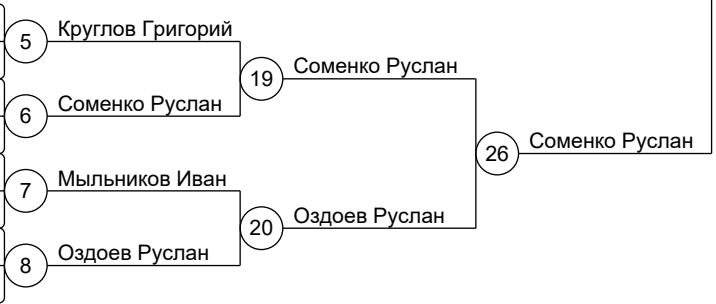 5 Круглов Григорий
19 Соменко Руслан
6 Соменко Руслан
26 Соменко Руслан
7 Мыльников Иван
20 Оздоев Руслан
8 Оздоев Руслан